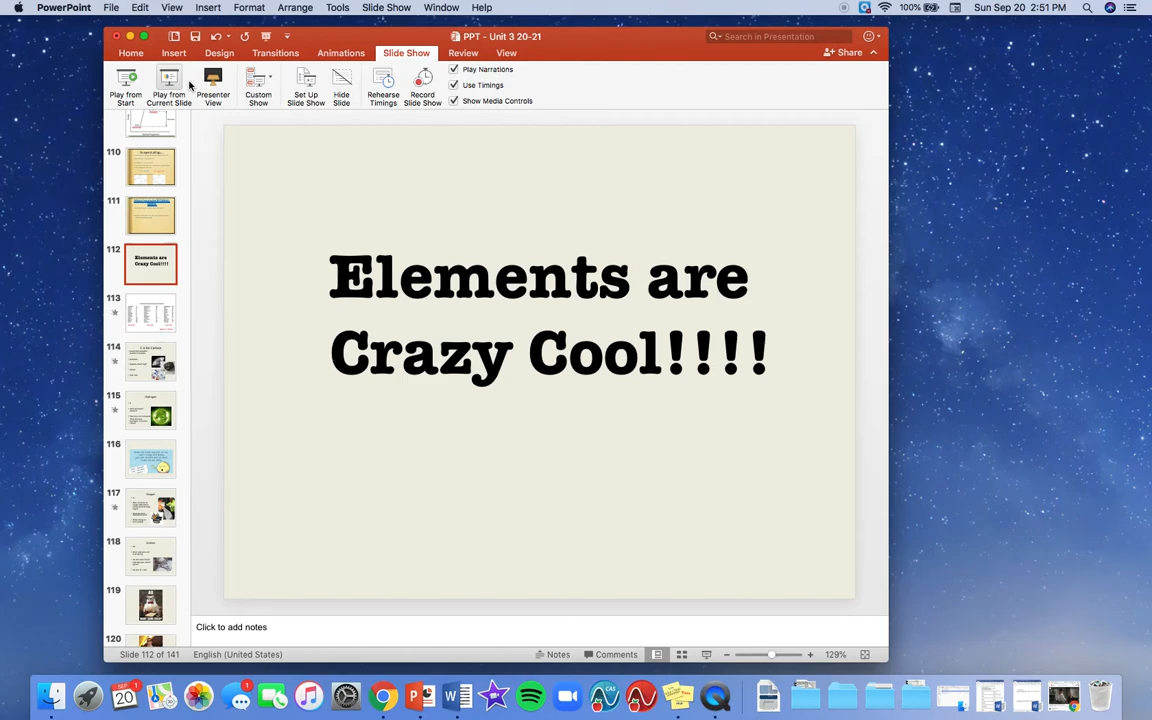 PowerPoint File Edit View Insert Format Arrange Tools Slide Show Window Help 100% Sun Sep 20 2:51 PM
PPT - Unit 3 20-21 Search in Presentation
Home Insert Design Transitions Animations Slide Show Review View Share
Play from Start
Play from Current Slide
Presenter View
Custom Show
Set Up Slide Show
Hide Slide
Rehearse Timings
Record Slide Show
Play Narrations
Use Timings
Show Media Controls
110
111
112
Elements are
Crazy Cool!!!!
113
114
115
116
117
118
119
120
Elements are
Crazy Cool!!!!
Click to add notes
Slide 112 of 141 English (United States) Notes Comments 129%
SEP
20
1
CAS